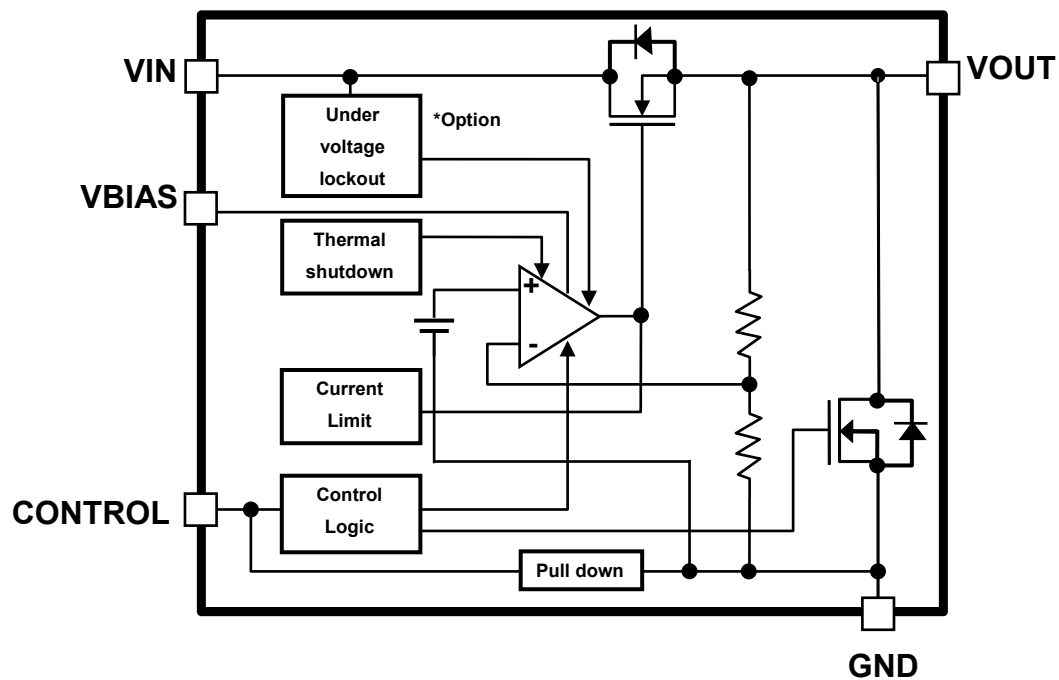 VIN
VOUT
Under
voltage
lockout
*Option
VBIAS
Thermal
shutdown
+
-
Current
Limit
CONTROL
Control
Logic
Pull down
GND